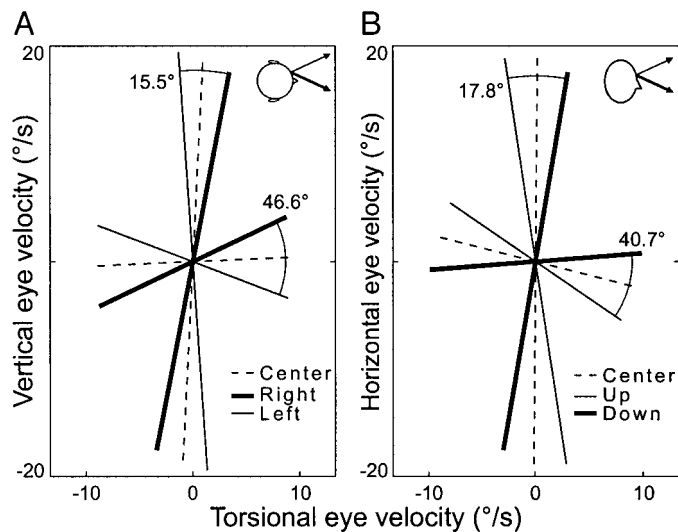 A
B
20
20
15.5°
17.8°
46.6°
40.7°
Vertical eye velocity (°/s)
Horizontal eye velocity (°/s)
Center
Right
Left
Center
Up
Down
-20
-20
-10
0
10
-10
0
10
Torsional eye velocity (°/s)